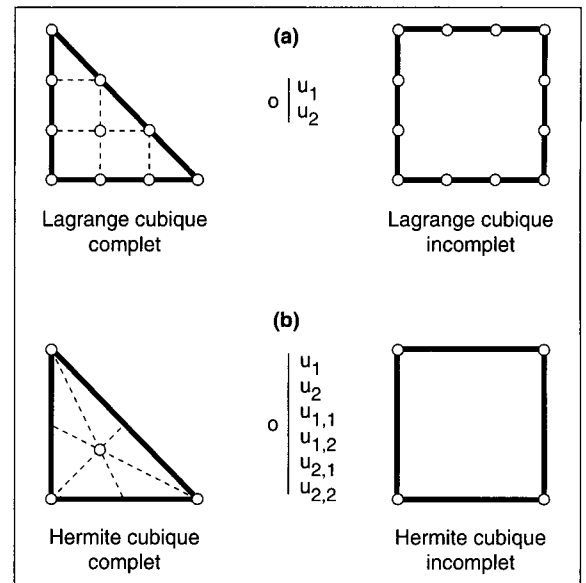 (a)
o
u1
u2
Lagrange cubique
complet
Lagrange cubique
incomplet
(b)
o
u1
u2
u1,1
u1,2
u2,1
u2,2
Hermite cubique
complet
Hermite cubique
incomplet